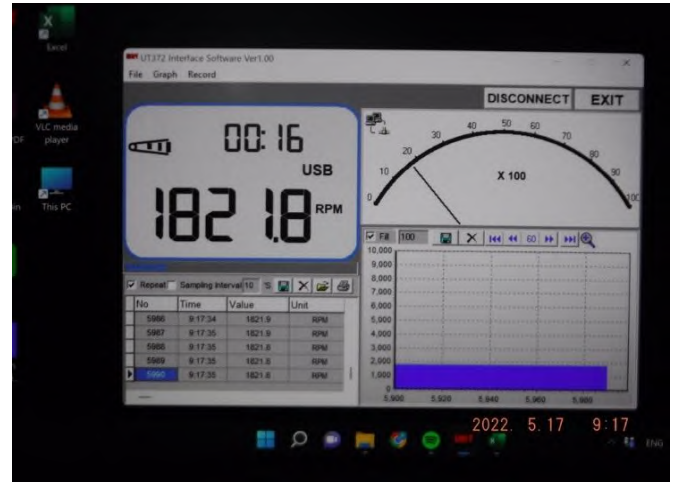 Excel
UT372 Interface Software Ver1.00
File Graph Record
DISCONNECT EXIT
VLC media
player
This PC
00:16
USB
1821.8 RPM
0 10 20 30 40 50 60 70 80 90 100
X 100
Fill 100 60
Repeat Sampling Interval 10 S
No Time Value Unit
5986 9:17:34 1821.9 RPM
5987 9:17:35 1821.9 RPM
5988 9:17:35 1821.8 RPM
5989 9:17:35 1821.8 RPM
5990 9:17:35 1821.8 RPM
10,000
9,000
8,000
7,000
6,000
5,000
4,000
3,000
2,000
1,000
0
5,900 5,920 5,940 5,960 5,980
2022. 5.17 9:17
ENG